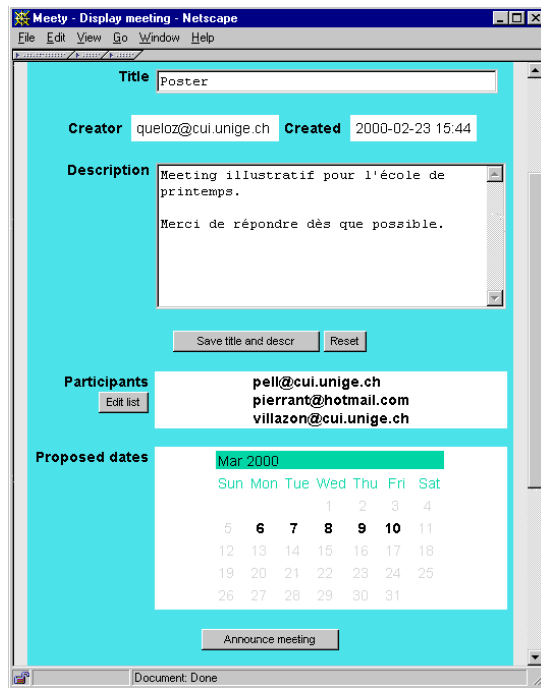 Meety - Display meeting - Netscape
File Edit View Go Window Help
Title Poster
Creator queloz@cui.unige.ch Created 2000-02-23 15:44
Description Meeting illustratif pour l'école de
printemps.
Merci de répondre dès que possible.
Save title and descr Reset
Participants pell@cui.unige.ch
Edit list pierrant@hotmail.com
villazon@cui.unige.ch
Proposed dates Mar 2000
Sun Mon Tue Wed Thu Fri Sat
1 2 3 4
5 6 7 8 9 10 11
12 13 14 15 16 17 18
19 20 21 22 23 24 25
26 27 28 29 30 31
Announce meeting
Document: Done